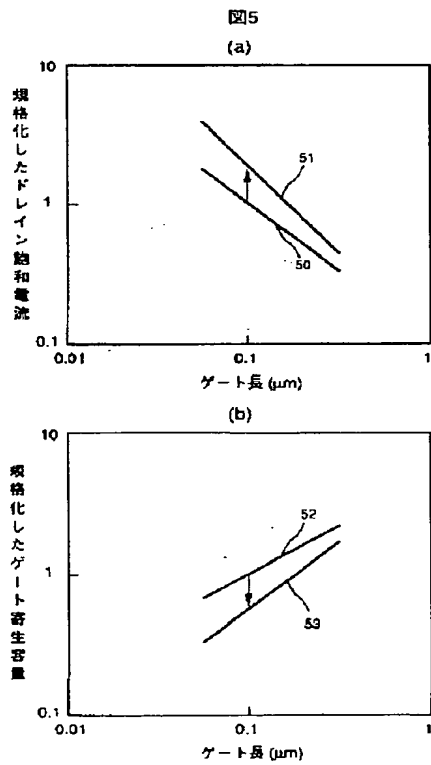 図5
(a)
規格化したドレイン飽和電流
10
1
0.1
51
50
0.01
0.1
1
ゲート長 (μm)
(b)
規格化したゲート寄生容量
10
1
0.1
52
53
0.01
0.1
1
ゲート長 (μm)